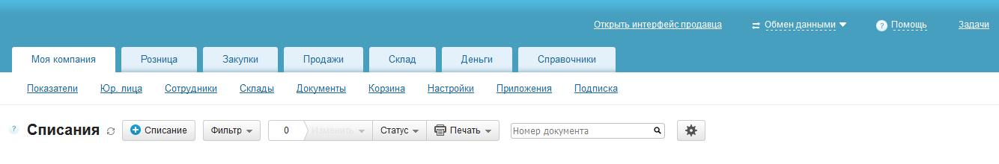 Открыть интерфейс продавца Обмен данными ? Помощь Задачи
Моя компания Розница Закупки Продажи Склад Деньги Справочники
Показатели Юр. лица Сотрудники Склады Документы Корзина Настройки Приложения Подписка
? Списания Списание Фильтр 0 Изменить Статус Печать Номер документа